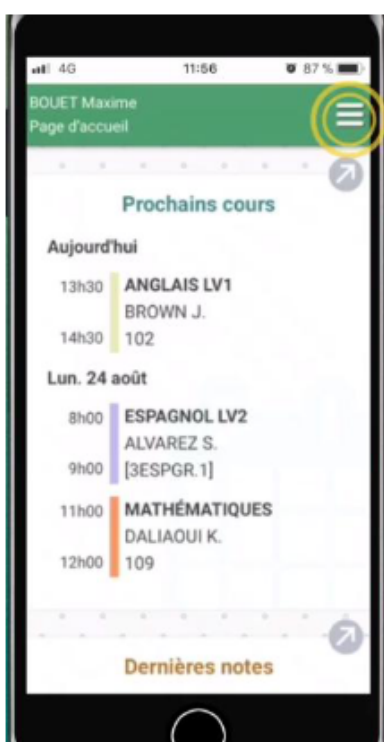 4G 11:56 87 %
BOUET Maxime
Page d'accueil
Prochains cours
Aujourd'hui
13h30 ANGLAIS LV1
BROWN J.
14h30 102
Lun. 24 août
8h00 ESPAGNOL LV2
ALVAREZ S.
9h00 [3ESPGR.1]
11h00 MATHÉMATIQUES
DALIAOUI K.
12h00 109
Dernières notes